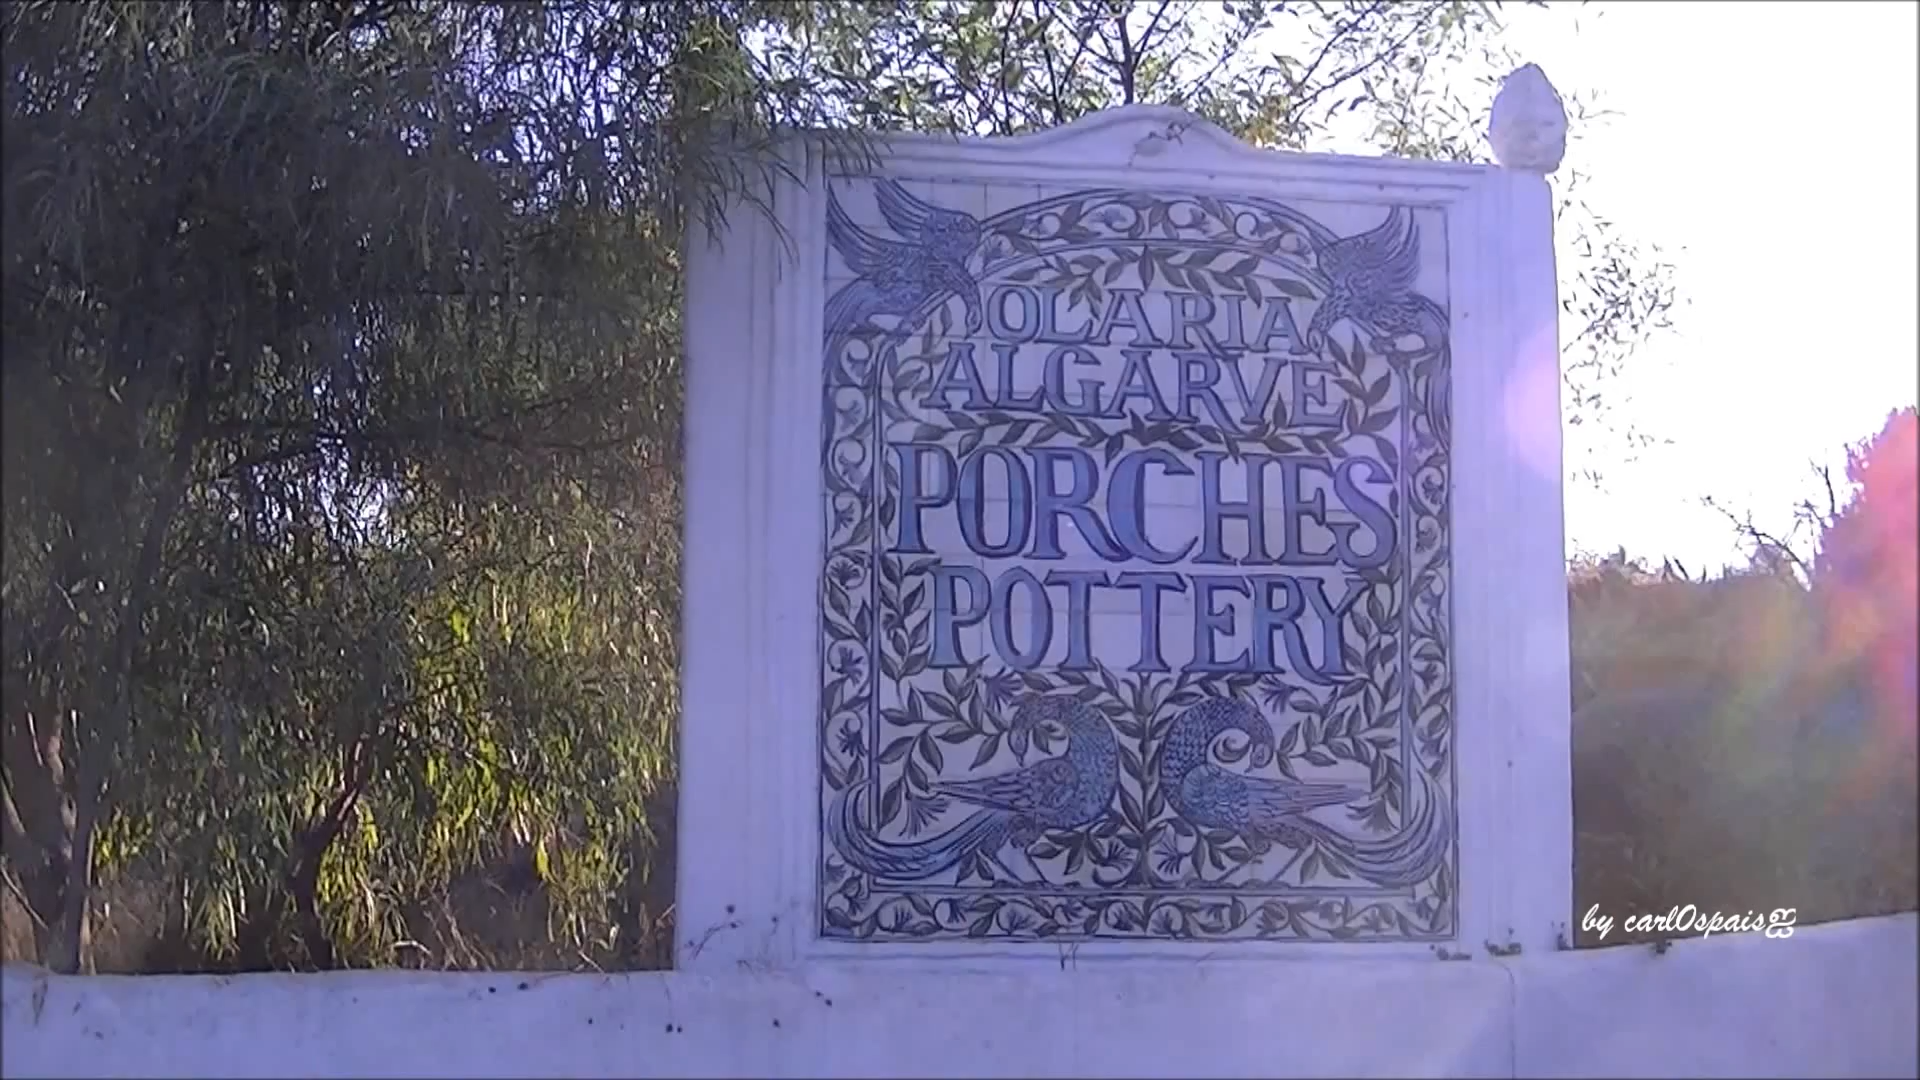 OLARIA
ALGARVE
PORCHES
POTTERY
by carl0spais